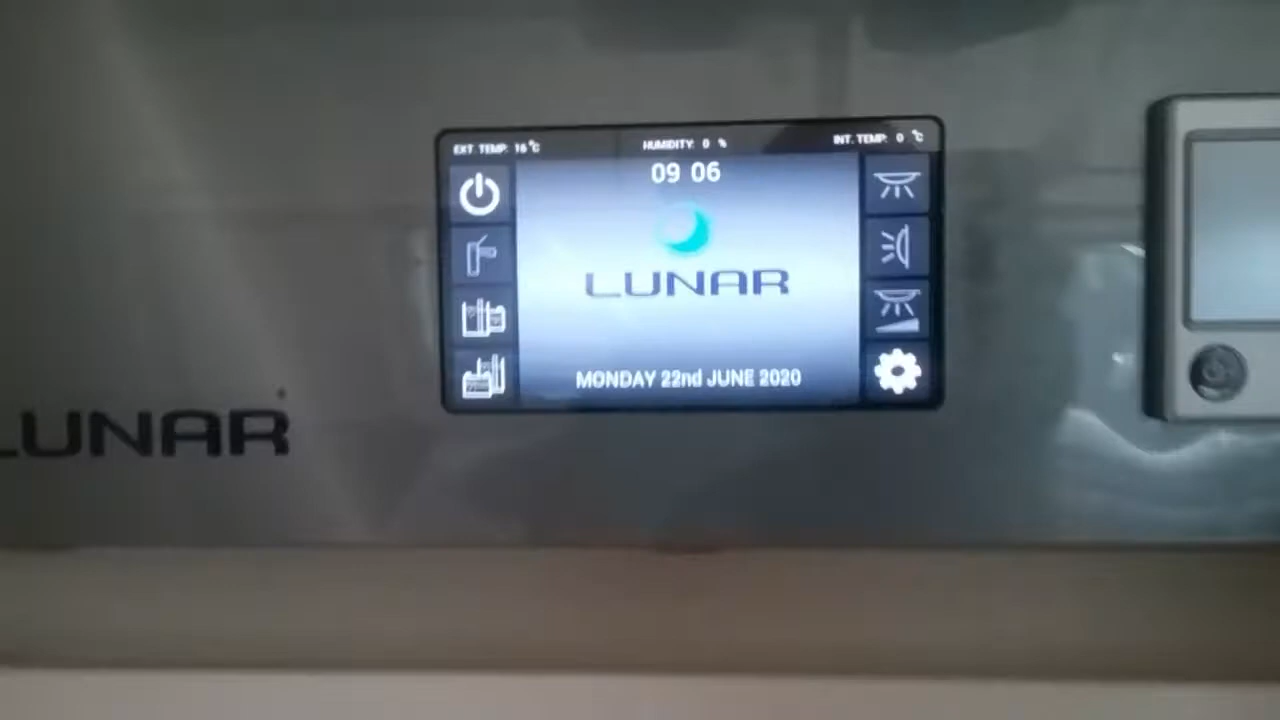 EXT. TEMP: 16°C HUMIDITY: 0 % INT. TEMP: 0 °C
09 06
LUNAR
MONDAY 22nd JUNE 2020
LUNAR